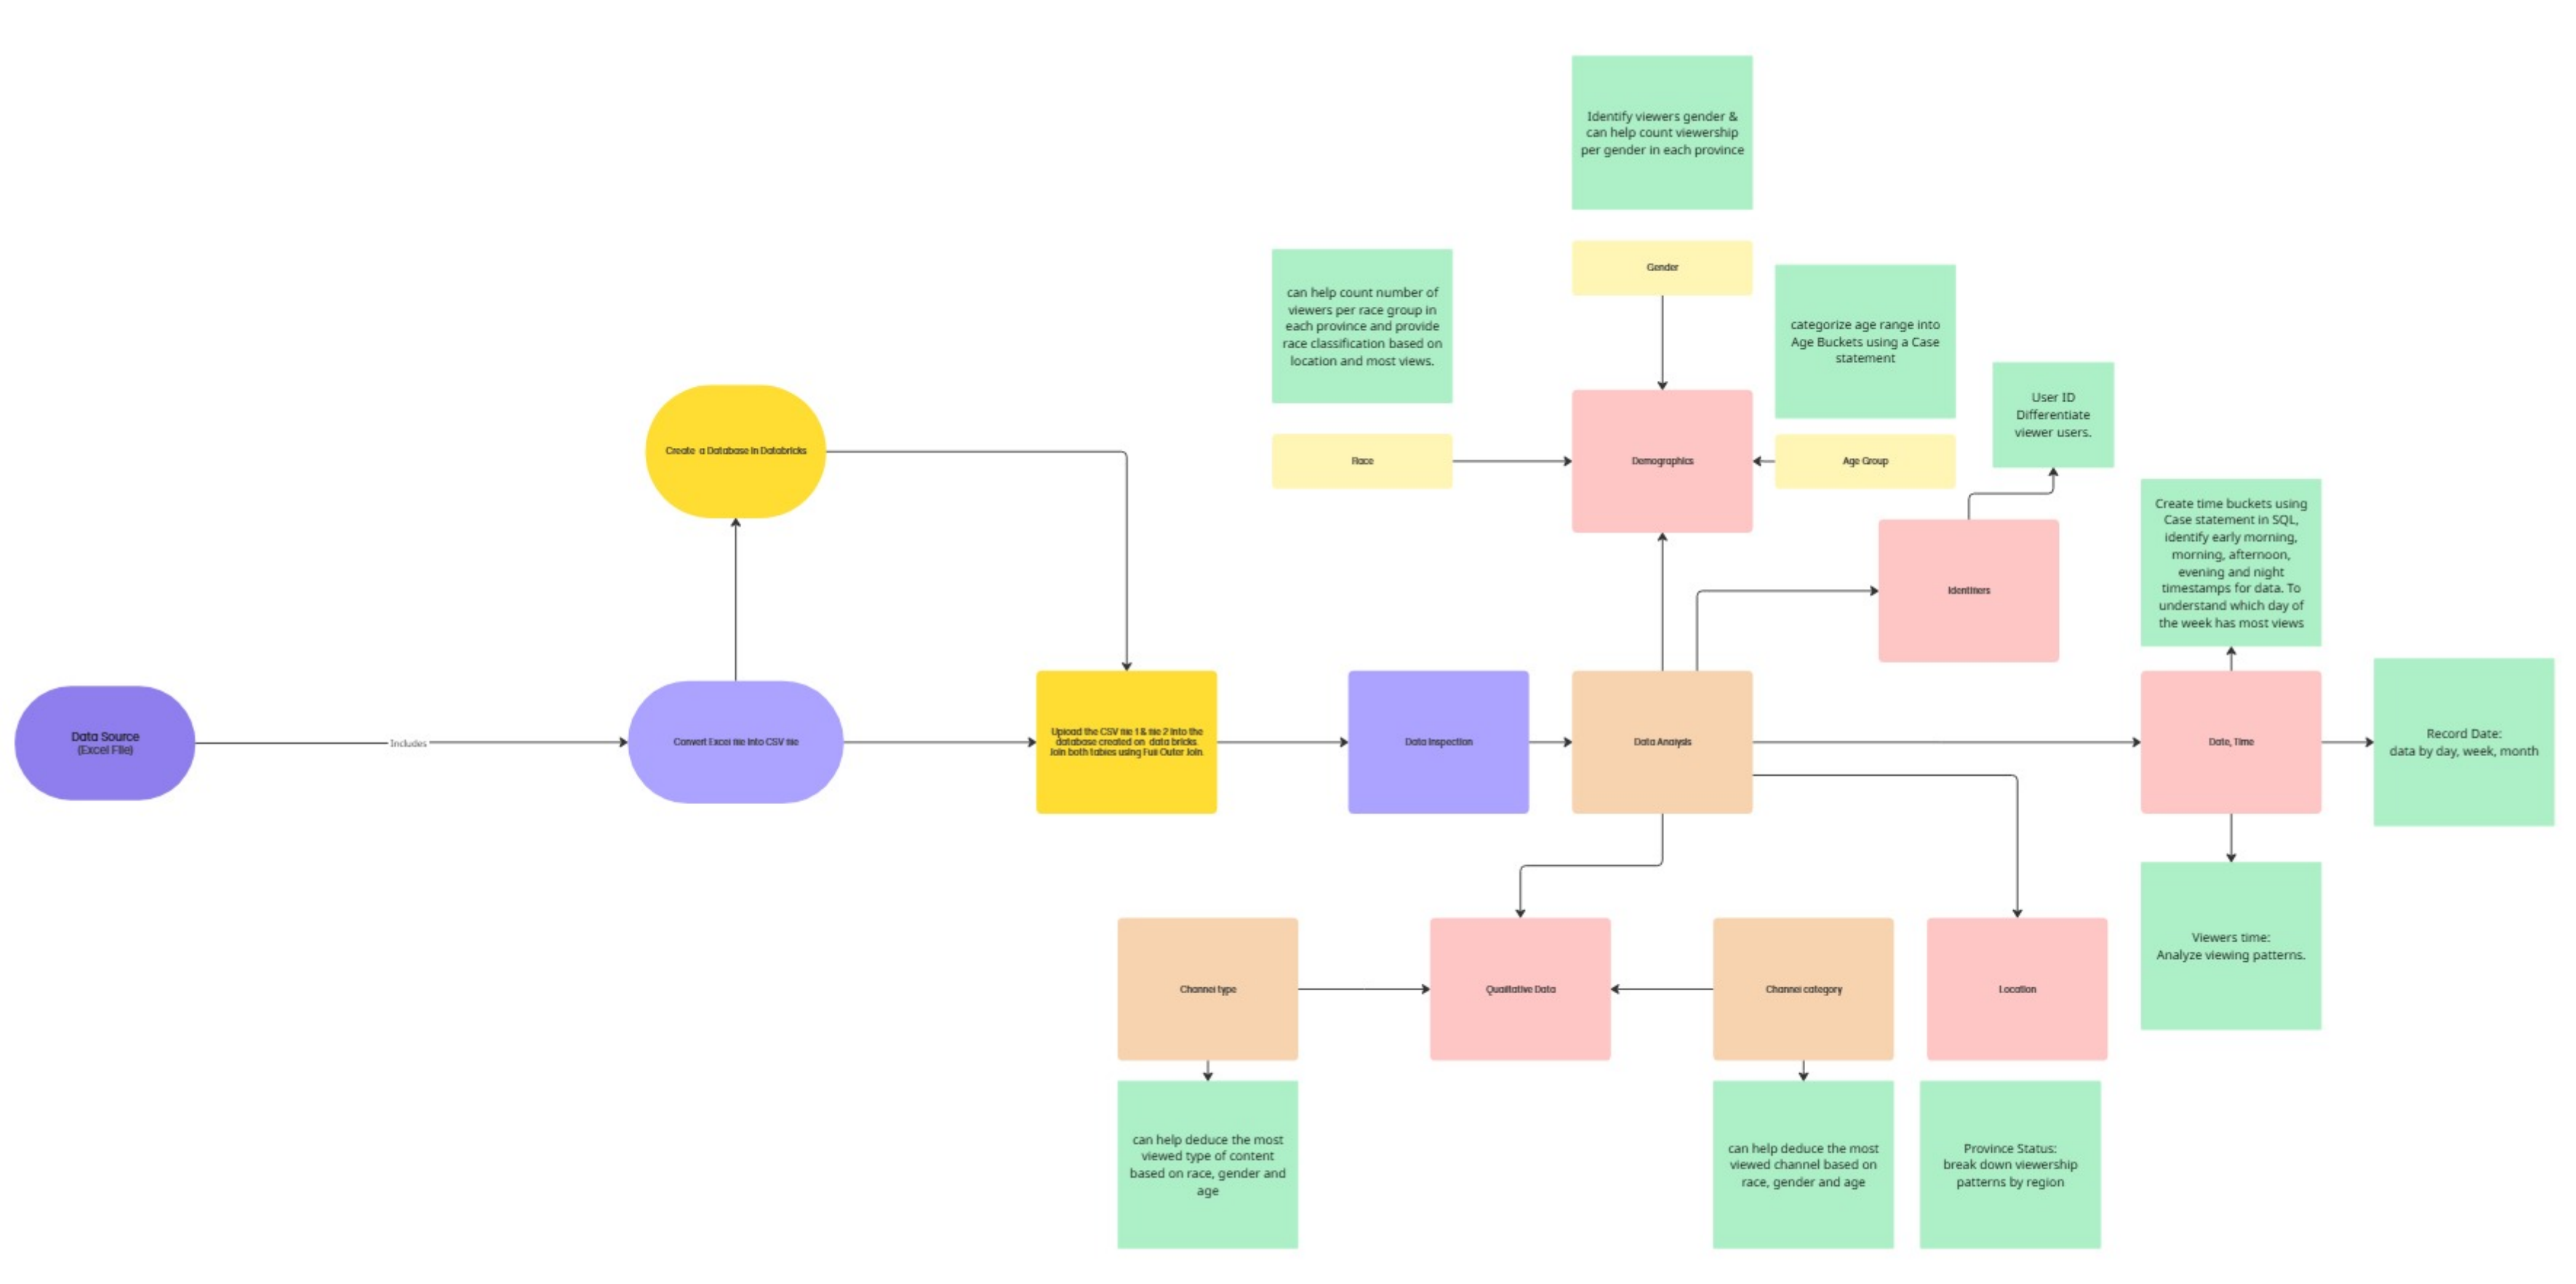 Identify viewers gender &
can help count viewership
per gender in each province
Gender
can help count number of
viewers per race group in
each province and provide
race classification based on
location and most views.
categorize age range into
Age Buckets using a Case
statement
User ID
Differentiate
viewer users.
Create a Database in Databricks
Race
Demographics
Age Group
Create time buckets using
Case statement in SQL,
identify early morning,
morning, afternoon,
evening and night
timestamps for data. To
understand which day of
the week has most views
Identifiers
Data Source
(Excel File)
Includes
Convert Excel file into CSV file
Upload the CSV file 1 & file 2 into the
database created on data bricks.
Join both tables using Full Outer Join.
Data Inspection
Data Analysis
Date, Time
Record Date:
data by day, week, month
Viewers time:
Analyze viewing patterns.
Channel type
Qualitative Data
Channel category
Location
can help deduce the most
viewed type of content
based on race, gender and
age
can help deduce the most
viewed channel based on
race, gender and age
Province Status:
break down viewership
patterns by region